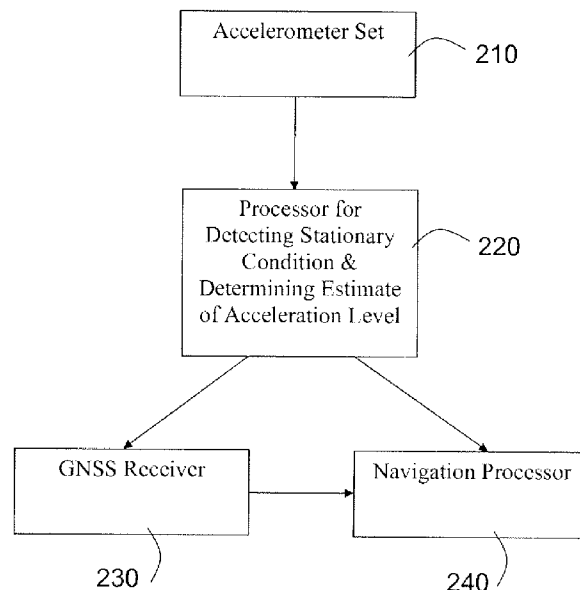 Accelerometer Set
210
Processor for
Detecting Stationary
Condition &
Determining Estimate
of Acceleration Level
220
GNSS Receiver
Navigation Processor
230
240